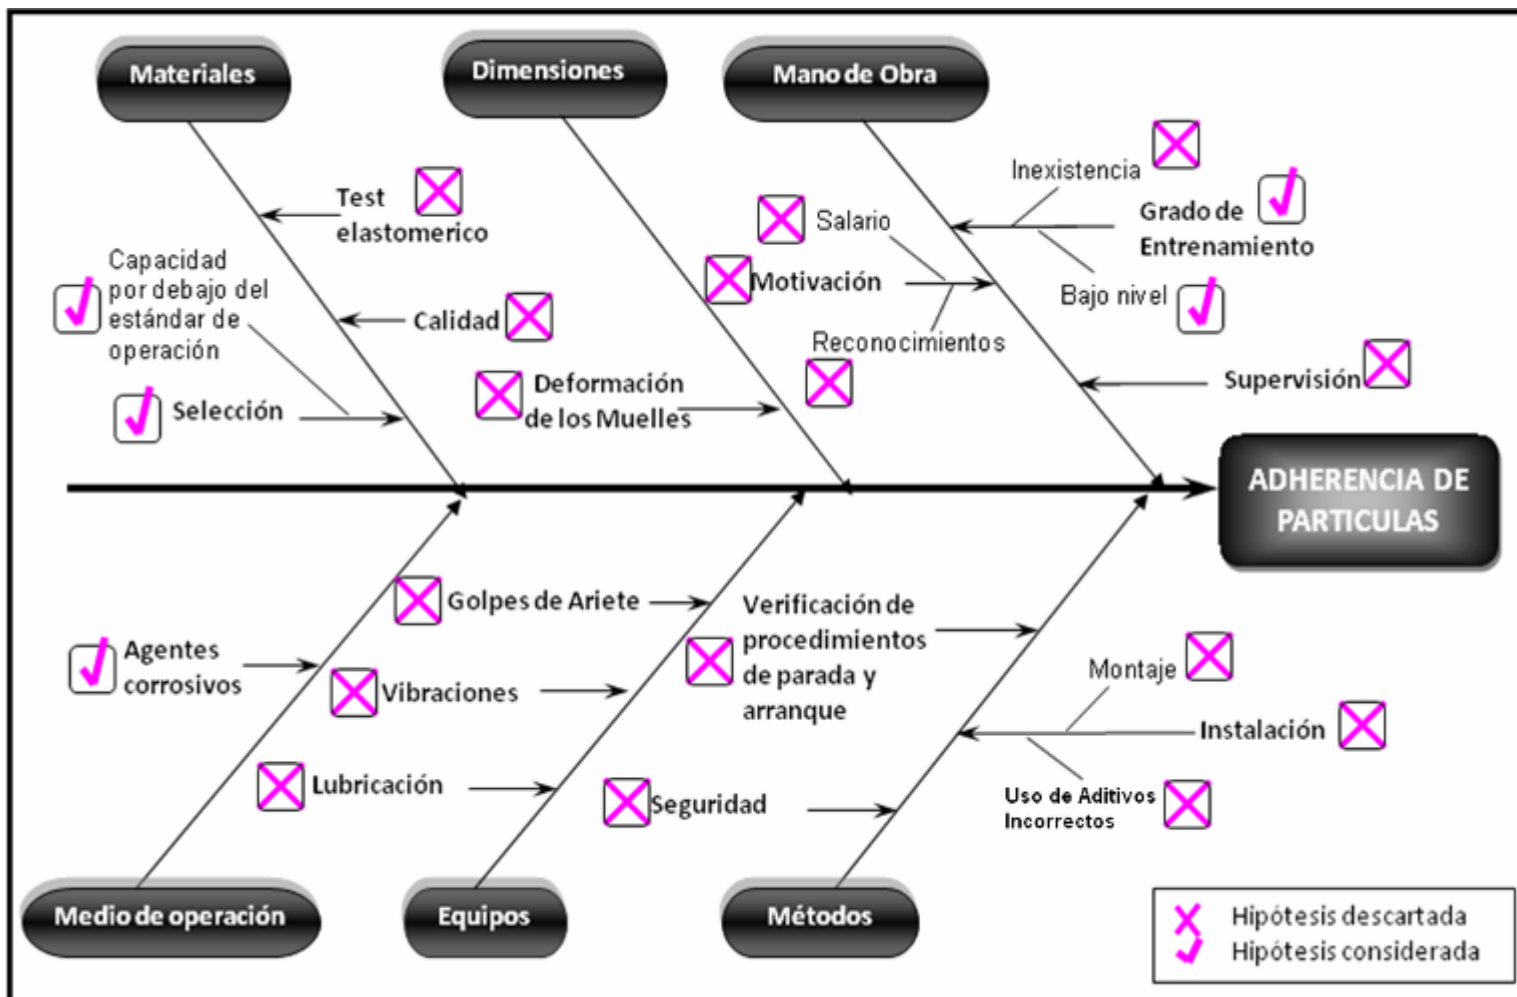 Materiales
Dimensiones
Mano de Obra
Test
elastomerico
Capacidad
por debajo del
estándar de
operación
Calidad
Selección
Deformación
de los Muelles
Salario
Motivación
Reconocimientos
Inexistencia
Grado de
Entrenamiento
Bajo nivel
Supervisión
ADHERENCIA DE
PARTICULAS
Agentes
corrosivos
Golpes de Ariete
Vibraciones
Lubricación
Verificación de
procedimientos
de parada y
arranque
Seguridad
Montaje
Instalación
Uso de Aditivos
Incorrectos
Medio de operación
Equipos
Métodos
Hipótesis descartada
Hipótesis considerada